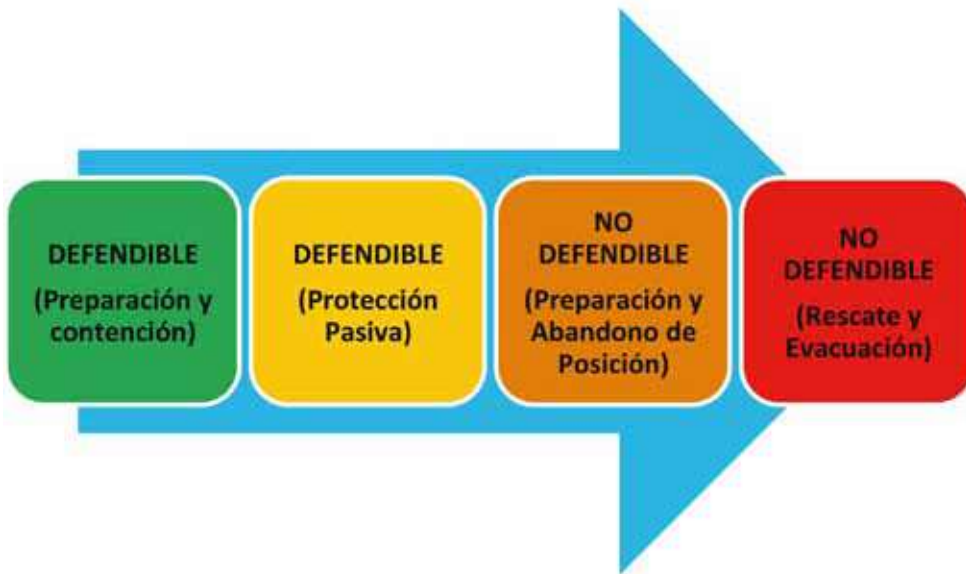 DEFENDIBLE
(Preparación y
contención)
DEFENDIBLE
(Protección
Pasiva)
NO
DEFENDIBLE
(Preparación y
Abandono de
Posición)
NO
DEFENDIBLE
(Rescate y
Evacuación)